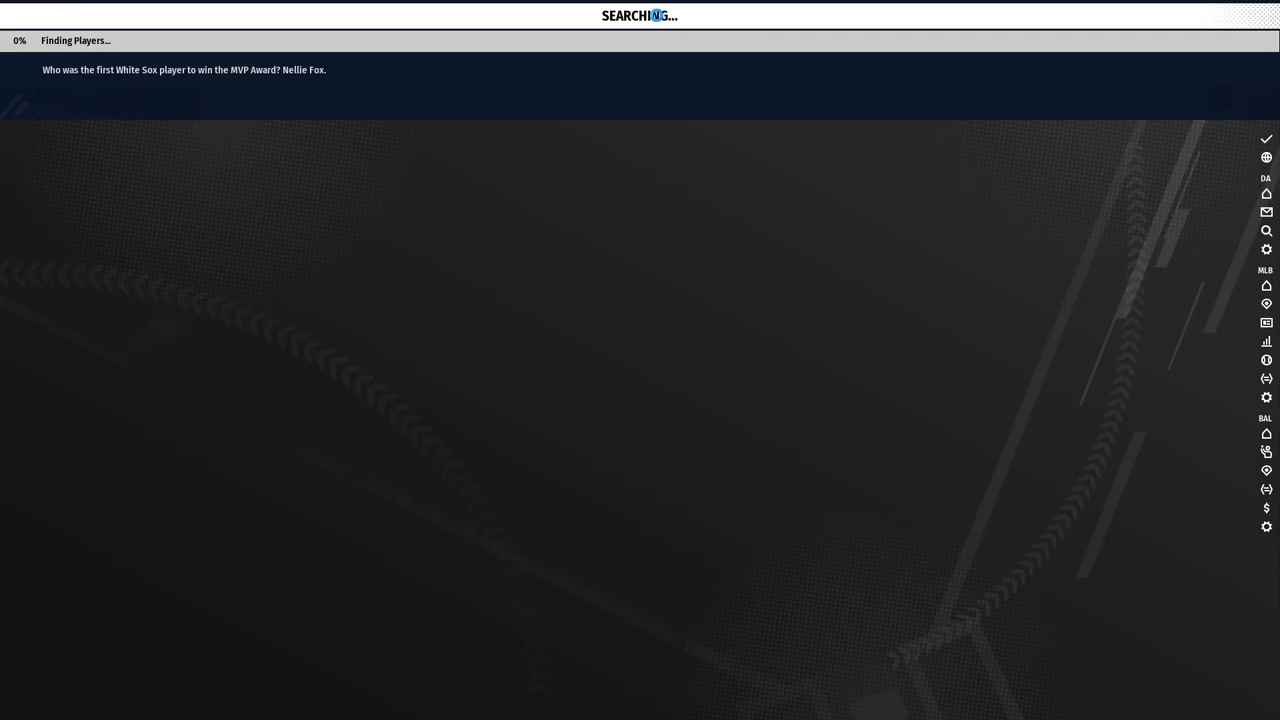 SEARCHING...
0% Finding Players...
Who was the first White Sox player to win the MVP Award? Nellie Fox.
DA
MLB
BAL